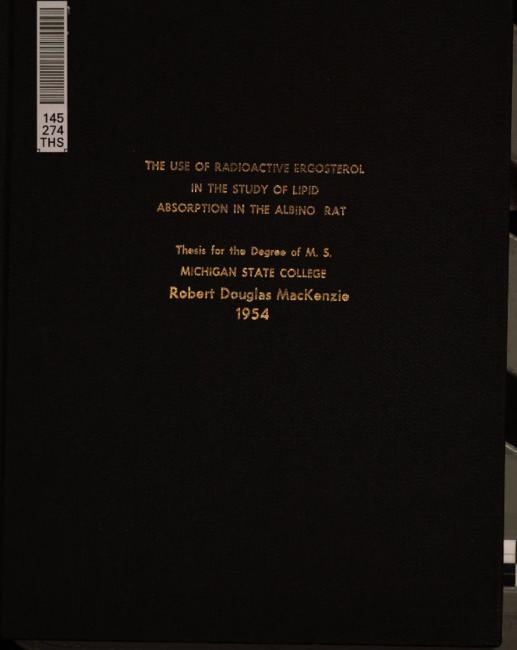 145
274
THS
THE USE OF RADIOACTIVE ERGOSTEROL
IN THE STUDY OF LIPID
ABSORPTION IN THE ALBINO RAT
Thesis for the Degree of M. S.
MICHIGAN STATE COLLEGE
Robert Douglas MacKenzie
1954